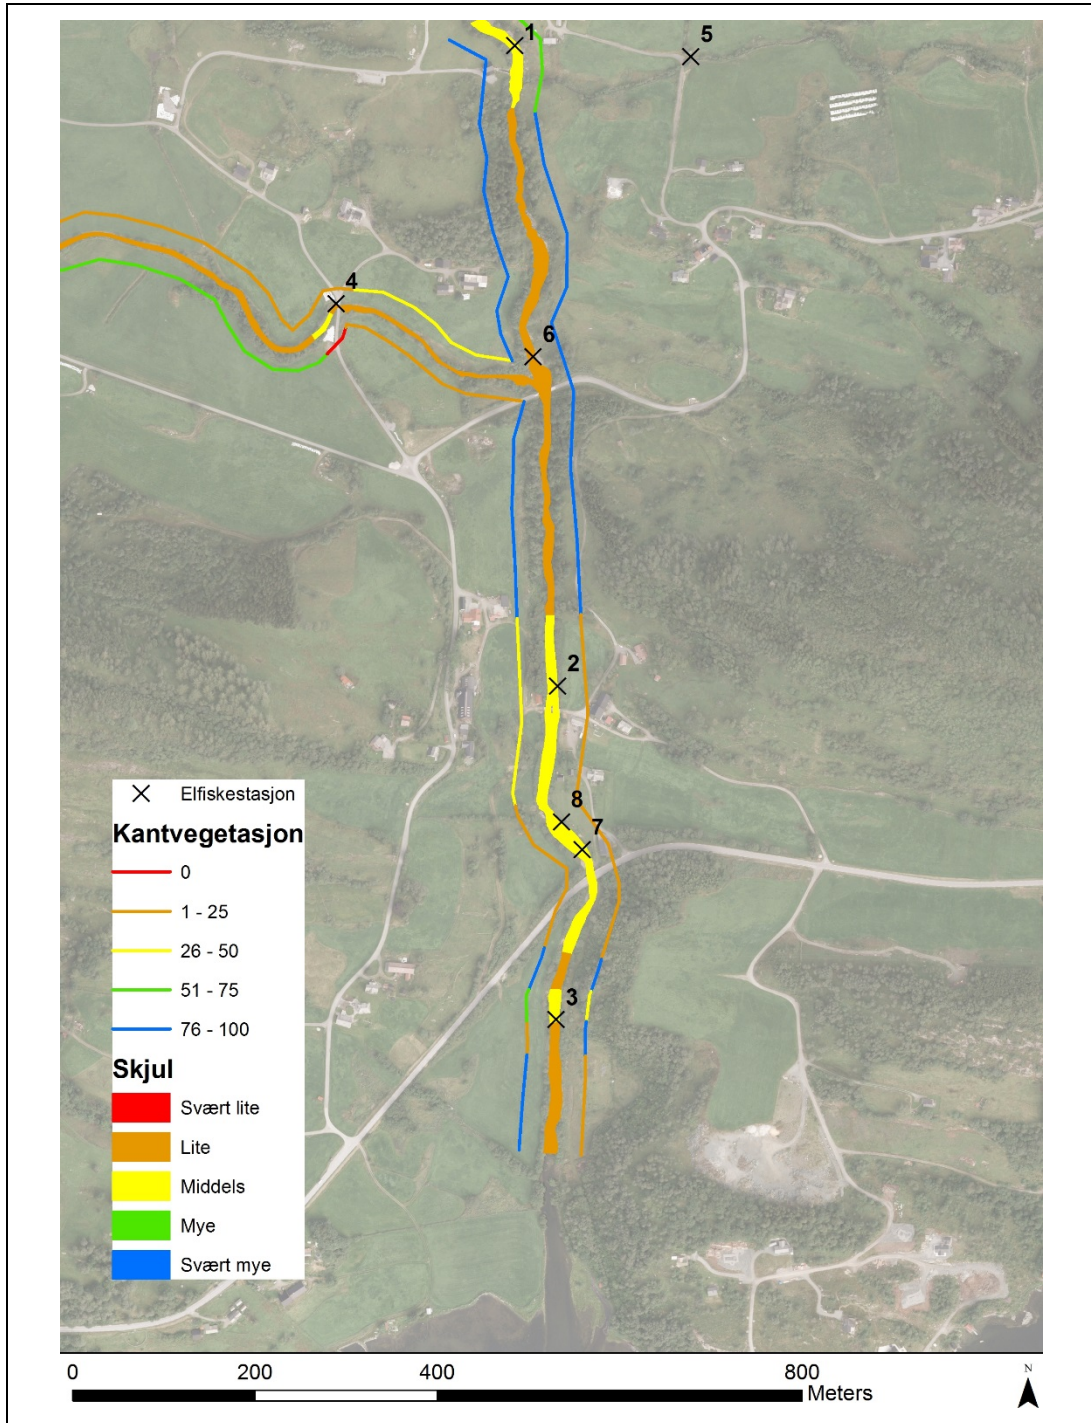 1
5
4
6
2
8
7
3
Elfiskestasjon
Kantvegetasjon
0
1 - 25
26 - 50
51 - 75
76 - 100
Skjul
Svært lite
Lite
Middels
Mye
Svært mye
0 200 400 800
Meters
N